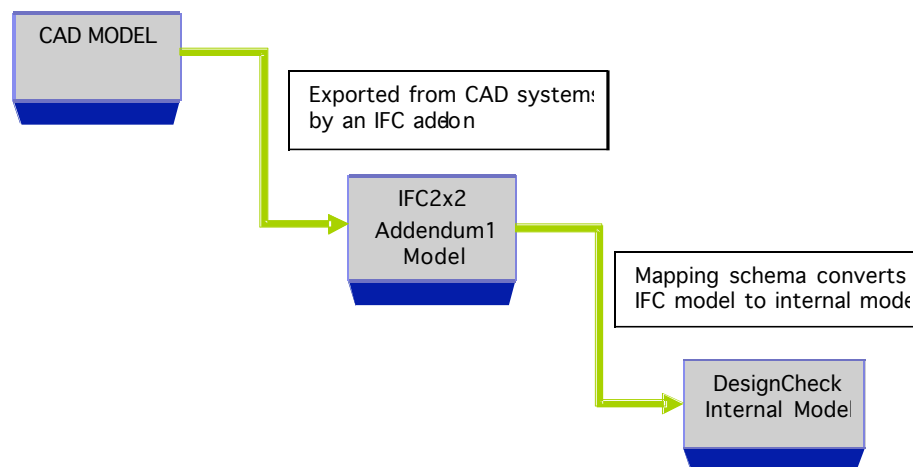 CAD MODEL
Exported from CAD systems
by an IFC addon
IFC2x2
Addendum1
Model
Mapping schema converts
IFC model to internal mode
DesignCheck
Internal Model